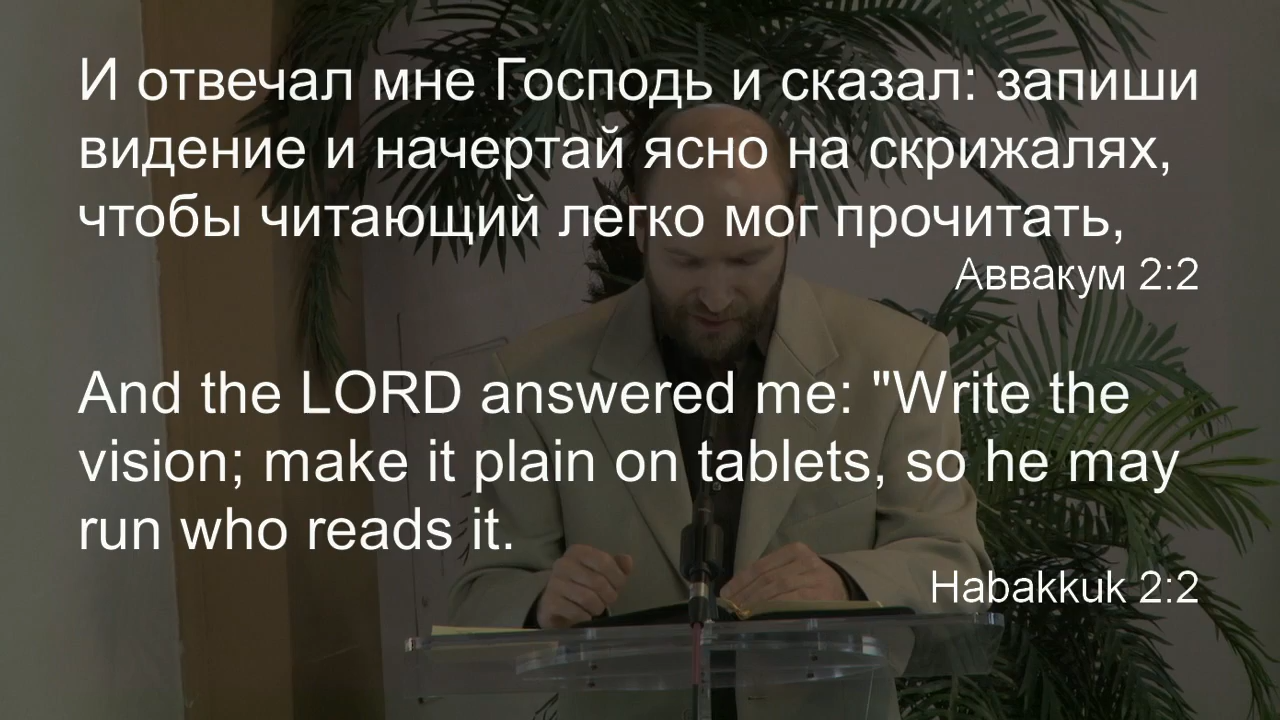 И отвечал мне Господь и сказал: запиши
видение и начертай ясно на скрижалях,
чтобы читающий легко мог прочитать,
Аввакум 2:2
And the LORD answered me: "Write the
vision; make it plain on tablets, so he may
run who reads it.
Habakkuk 2:2